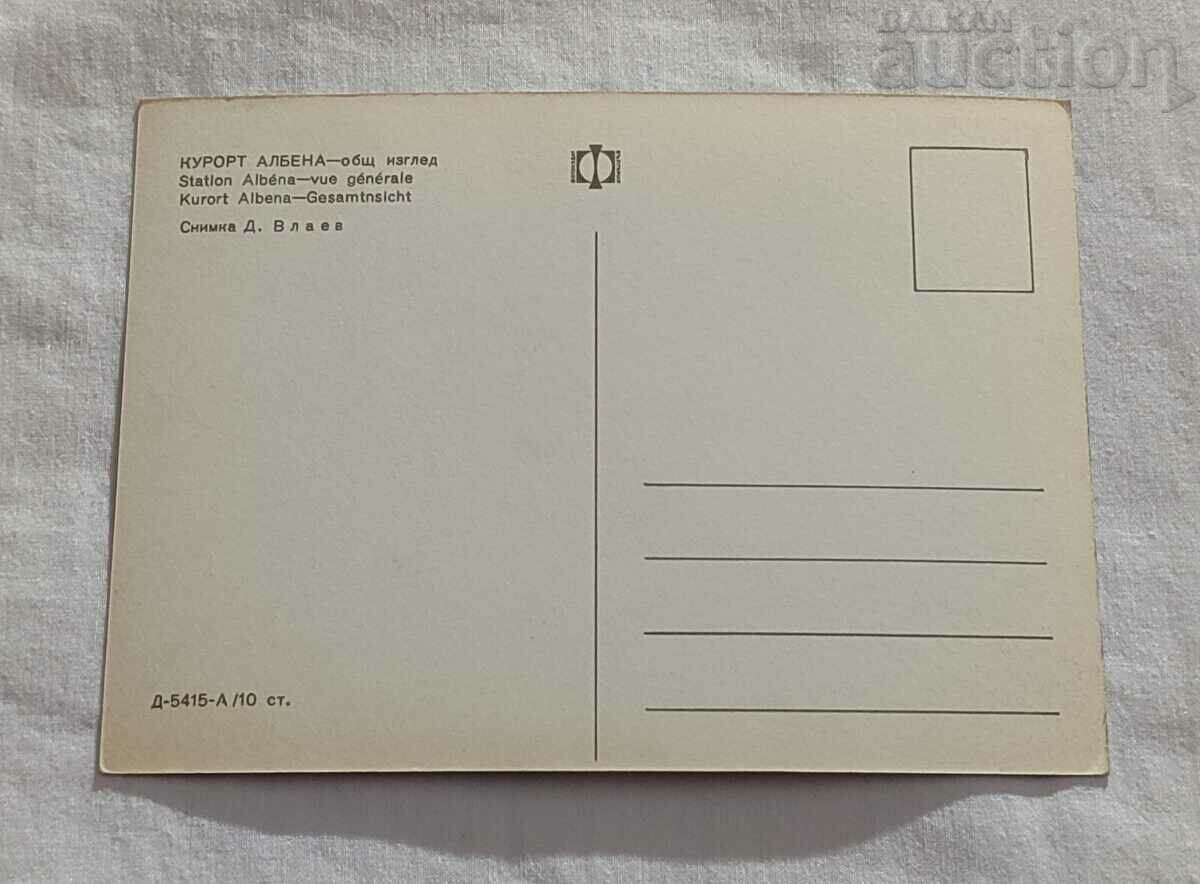 BALKAN
auction
КУРОРТ АЛБЕНА—общ изглед
Station Albéna—vue générale
Kurort Albena—Gesamtnsicht
Снимка Д. Влаев
Д-5415-А/10 ст.